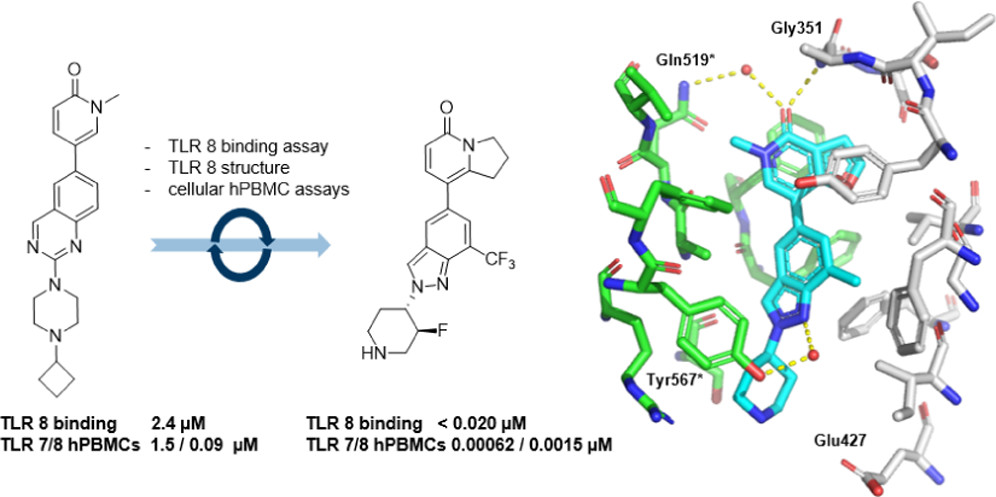 Gly351
Gln519*
O
N
N
N
N
N
- TLR 8 binding assay
- TLR 8 structure
- cellular hPBMC assays
O
N
CF3
N
N
F
HN
Tyr567*
Glu427
TLR 8 binding 2.4 µM
TLR 7/8 hPBMCs 1.5 / 0.09 µM
TLR 8 binding < 0.020 µM
TLR 7/8 hPBMCs 0.00062 / 0.0015 µM